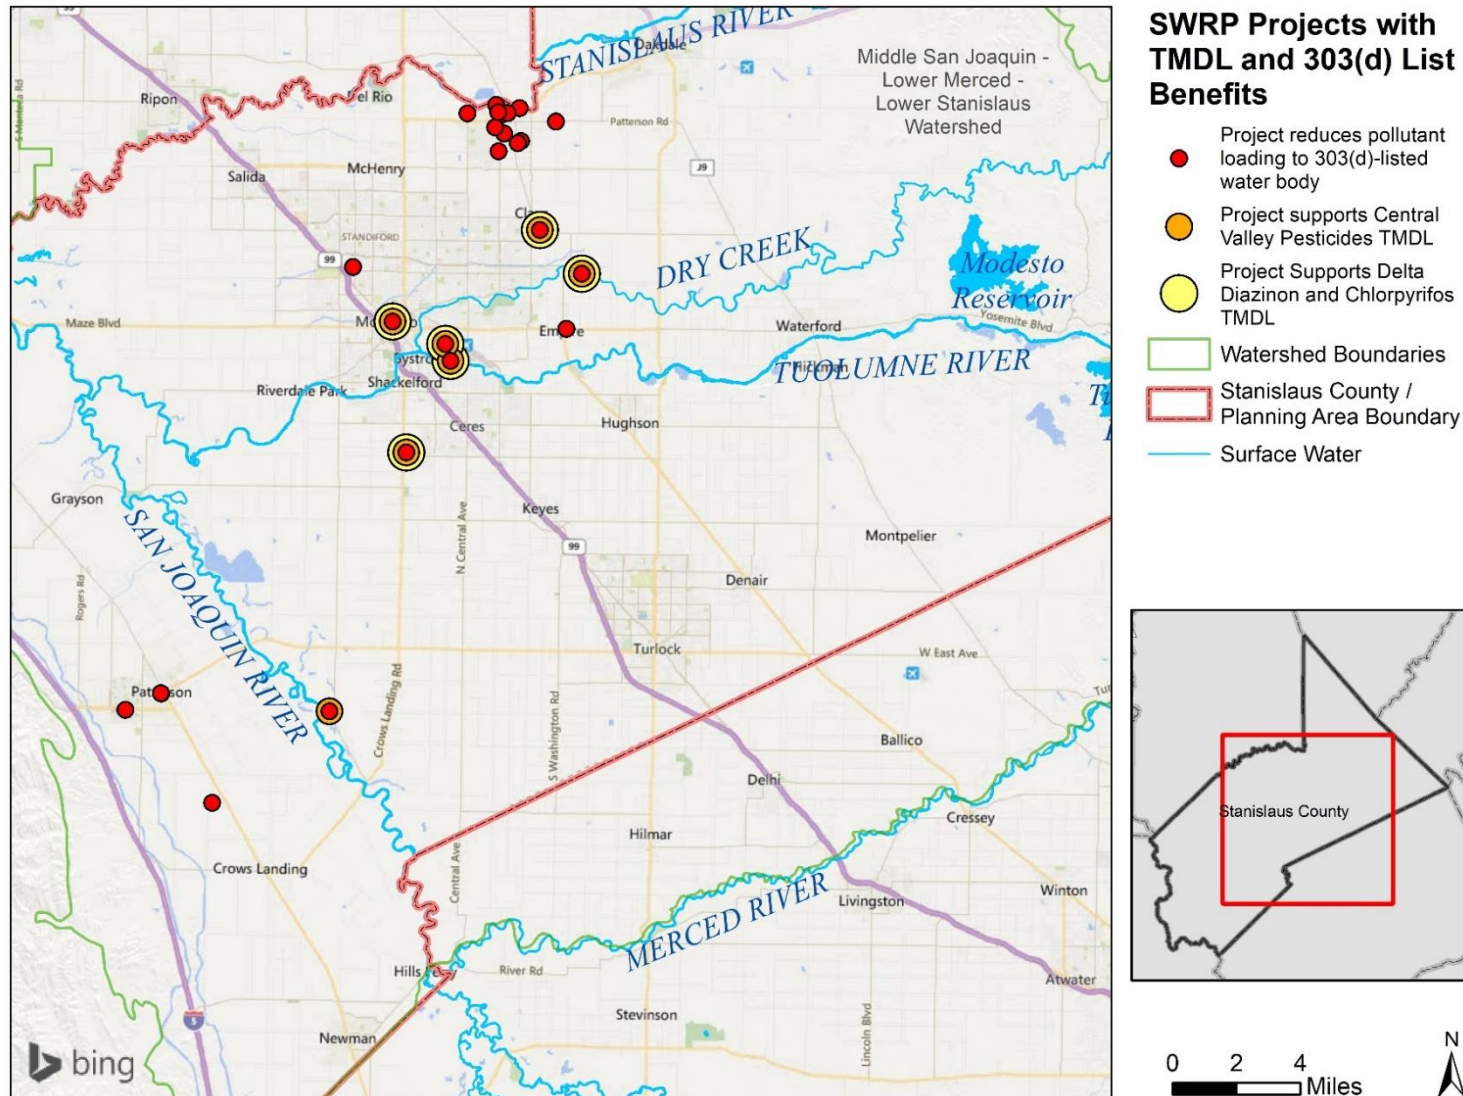 SWRP Projects with
TMDL and 303(d) List
Benefits
Project reduces pollutant
loading to 303(d)-listed
water body
Project supports Central
Valley Pesticides TMDL
Project Supports Delta
Diazinon and Chlorpyrifos
TMDL
Watershed Boundaries
Stanislaus County /
Planning Area Boundary
Surface Water
Stanislaus County
0 2 4
Miles
N
99
STANISLAUS RIVER
Oakdale
Middle San Joaquin -
Lower Merced -
Lower Stanislaus
Watershed
Ripon
Del Rio
Patterson Rd
S Manteca Rd
McHenry
J9
Salida
STANDIFORD
99
DRY CREEK
Modesto
Reservoir
Yosemite Blvd
Maze Blvd
Empire
Waterford
Hickman
TUOLUMNE RIVER
Shackelford
Riverdale Park
Ceres
Hughson
Grayson
SAN JOAQUIN RIVER
N Central Ave
Keyes
99
Montpelier
Rogers Rd
Denair
Turlock
W East Ave
Crows Landing Rd
S Washington Rd
Ballico
Delhi
Cressey
Hilmar
Crows Landing
Central Ave
MERCED RIVER
Livingston
Winton
Hills
River Rd
Atwater
5
Newman
Stevinson
Lincoln Blvd
bing